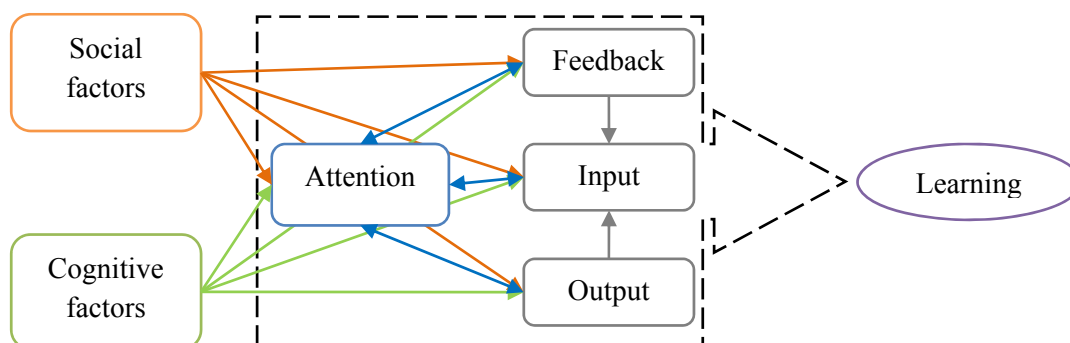 Social
factors
Feedback
Attention
Input
Learning
Cognitive
factors
Output